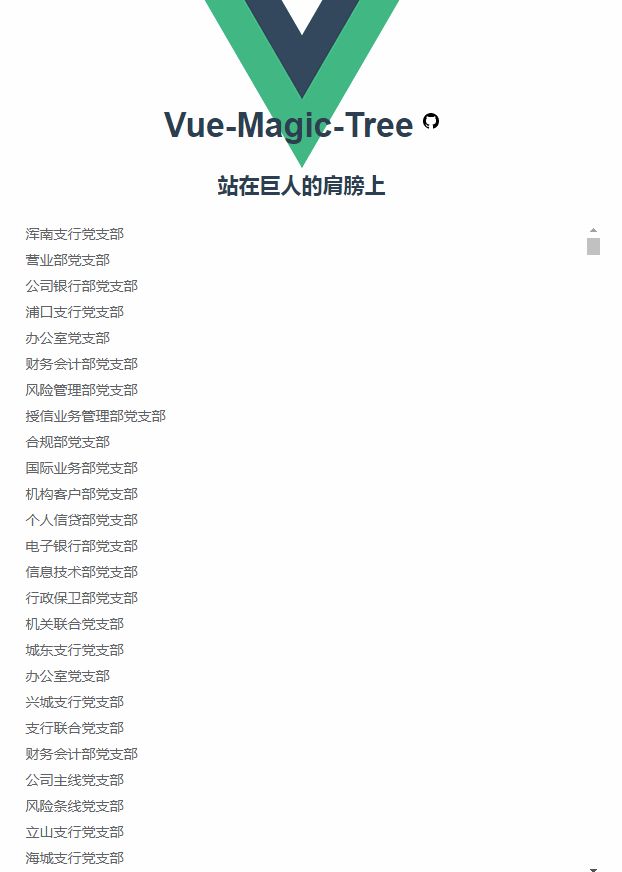 Vue-Magic-Tree
站在巨人的肩膀上
浑南支行党支部
营业部党支部
公司银行部党支部
浦口支行党支部
办公室党支部
财务会计部党支部
风险管理部党支部
授信业务管理部党支部
合规部党支部
国际业务部党支部
机构客户部党支部
个人信贷部党支部
电子银行部党支部
信息技术部党支部
行政保卫部党支部
机关联合党支部
城东支行党支部
办公室党支部
兴城支行党支部
支行联合党支部
财务会计部党支部
公司主线党支部
风险条线党支部
立山支行党支部
海城支行党支部